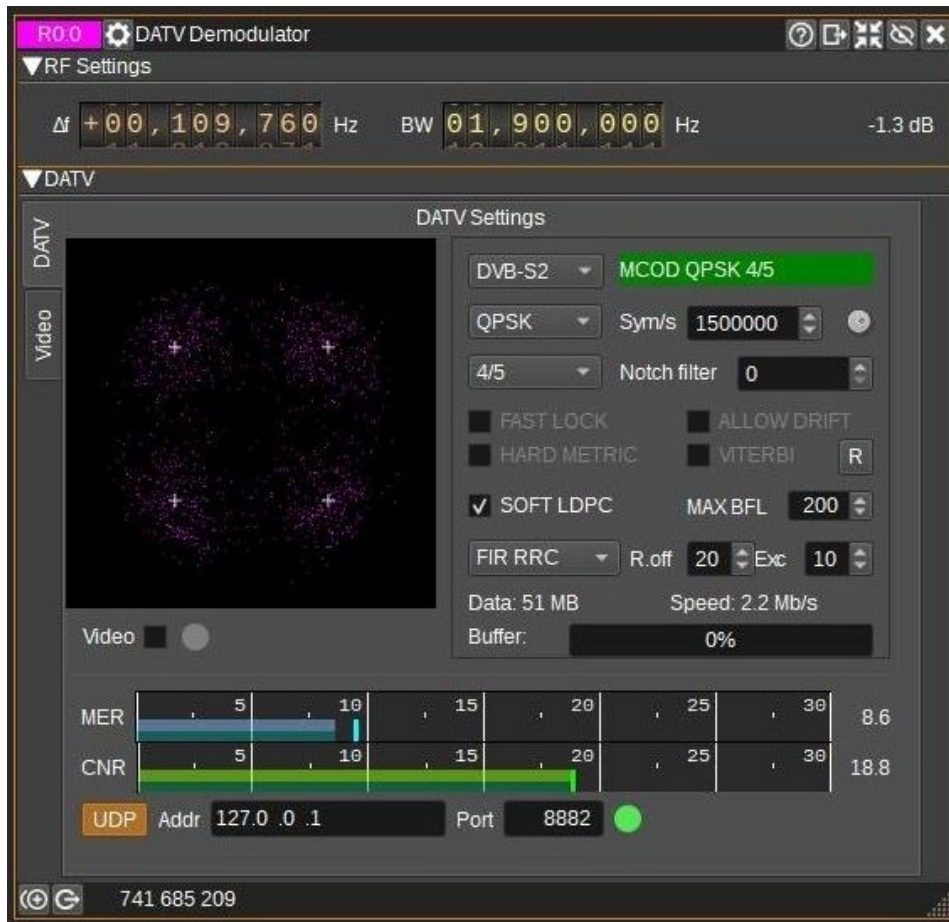 R0:0 DATV Demodulator
RF Settings
Δf +00,109,760 Hz BW 01,900,000 Hz -1.3 dB
DATV
DATV Settings
DATV
Video
DVB-S2 MCOD QPSK 4/5
QPSK Sym/s 1500000
4/5 Notch filter 0
FAST LOCK ALLOW DRIFT
HARD METRIC VITERBI R
SOFT LDPC MAX BFL 200
FIR RRC R.off 20 Exc 10
Data: 51 MB Speed: 2.2 Mb/s
Video Buffer: 0%
MER 5 10 15 20 25 30 8.6
CNR 5 10 15 20 25 30 18.8
UDP Addr 127.0 .0 .1 Port 8882
741 685 209